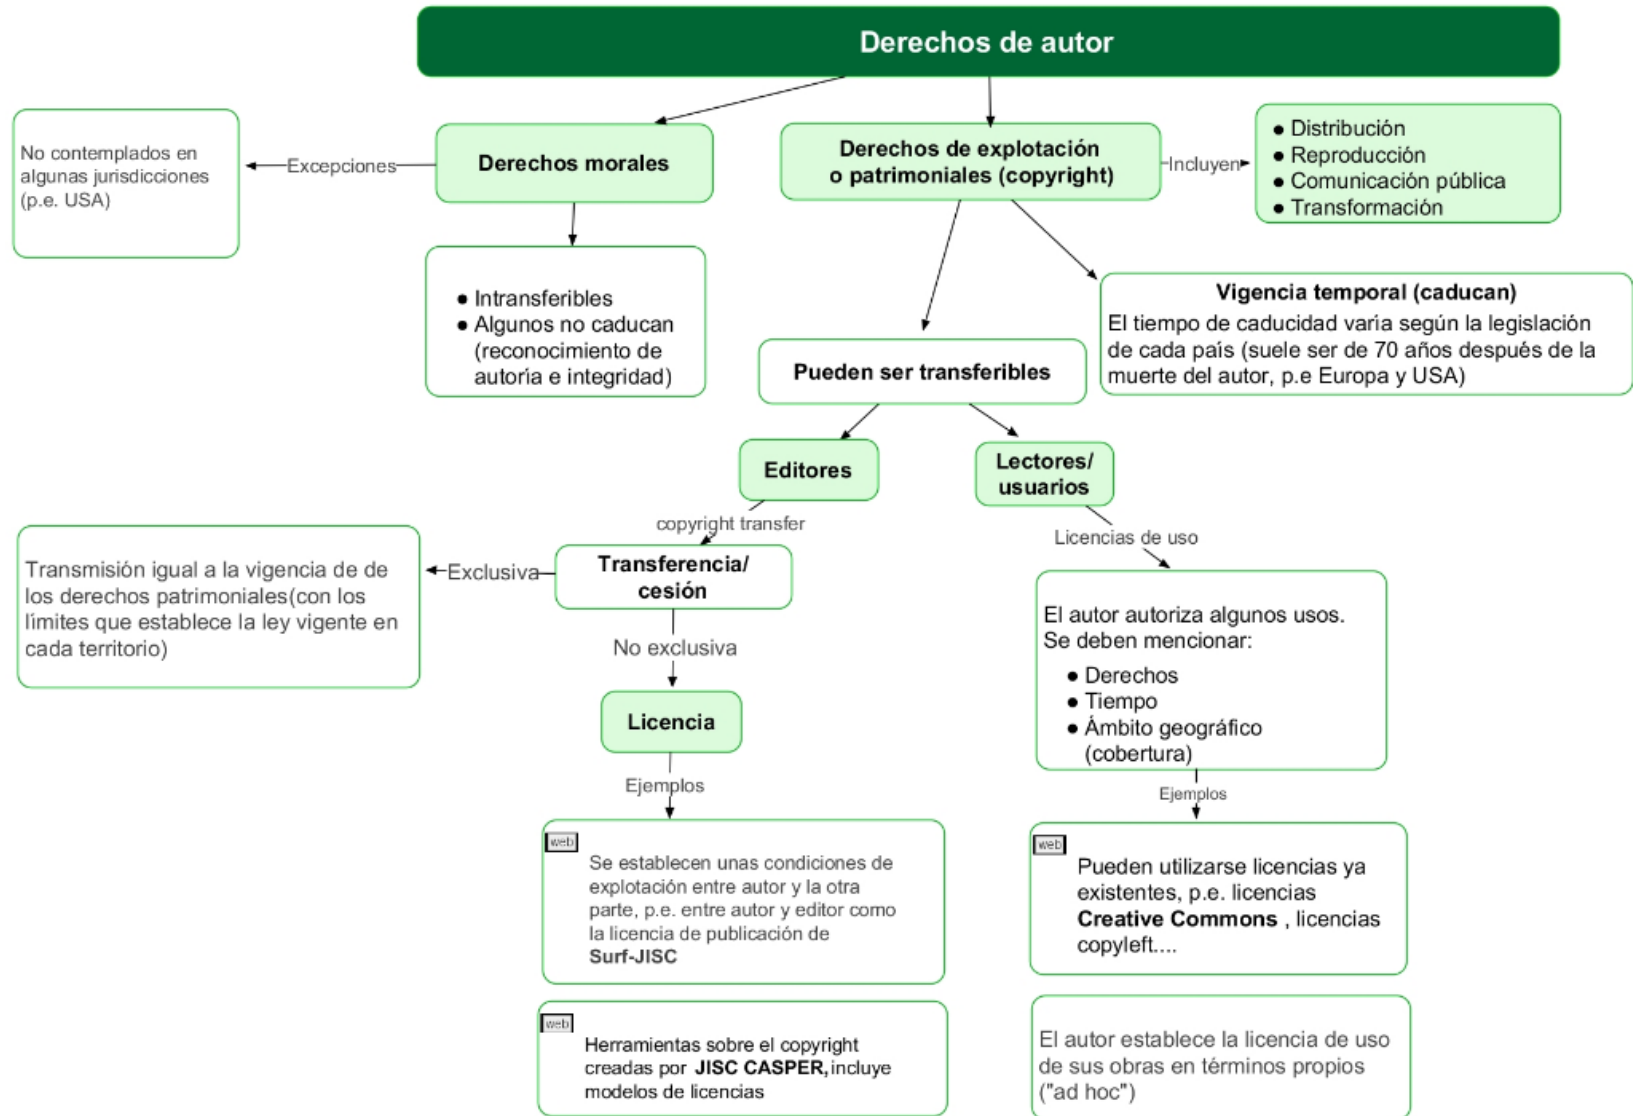 Derechos de autor
No contemplados en
algunas jurisdicciones
(p.e. USA)
Excepciones
Derechos morales
Derechos de explotación
o patrimoniales (copyright)
Incluyen
● Distribución
● Reproducción
● Comunicación pública
● Transformación
● Intransferibles
● Algunos no caducan
(reconocimiento de
autoría e integridad)
Vigencia temporal (caducan)
El tiempo de caducidad varía según la legislación
de cada país (suele ser de 70 años después de la
muerte del autor, p.e Europa y USA)
Pueden ser transferibles
Editores
Lectores/
usuarios
copyright transfer
Licencias de uso
Transmisión igual a la vigencia de de
los derechos patrimoniales(con los
límites que establece la ley vigente en
cada territorio)
Exclusiva
Transferencia/
cesión
No exclusiva
Licencia
Ejemplos
El autor autoriza algunos usos.
Se deben mencionar:
● Derechos
● Tiempo
● Ámbito geográfico
(cobertura)
Ejemplos
web
Se establecen unas condiciones de
explotación entre autor y la otra
parte, p.e. entre autor y editor como
la licencia de publicación de
Surf-JISC
web
Pueden utilizarse licencias ya
existentes, p.e. licencias
Creative Commons , licencias
copyleft....
web
Herramientas sobre el copyright
creadas por JISC CASPER, incluye
modelos de licencias
El autor establece la licencia de uso
de sus obras en términos propios
("ad hoc")